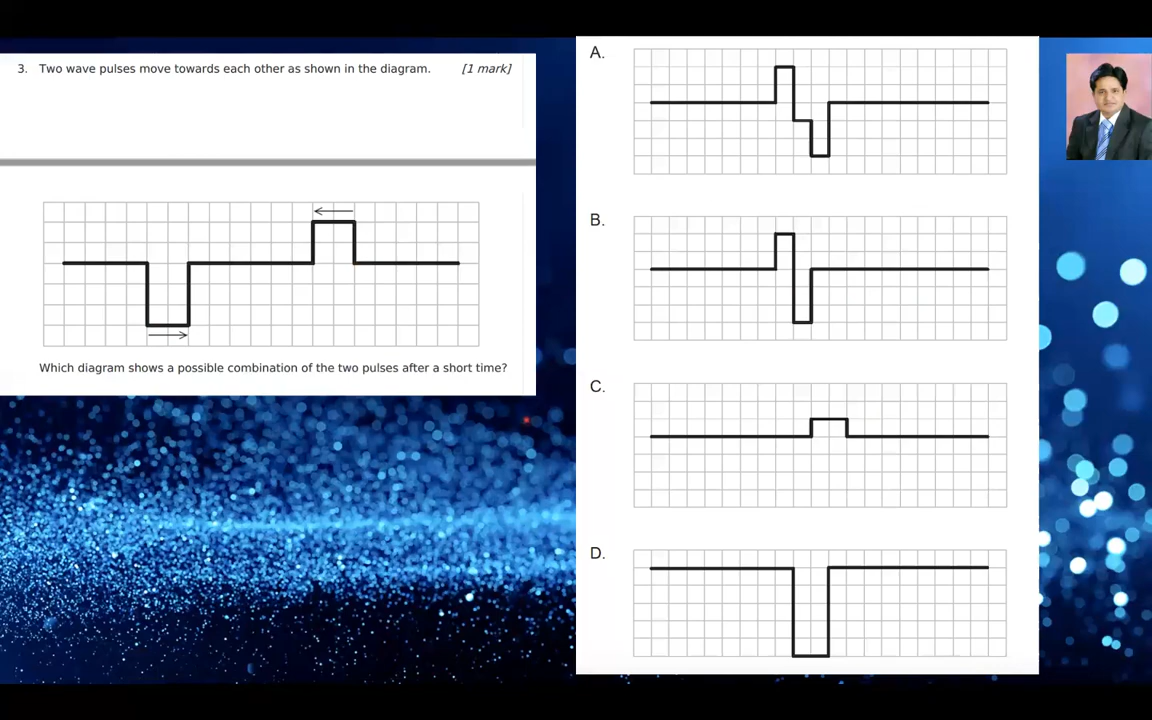 3. Two wave pulses move towards each other as shown in the diagram. [1 mark]
Which diagram shows a possible combination of the two pulses after a short time?
A.
B.
C.
D.